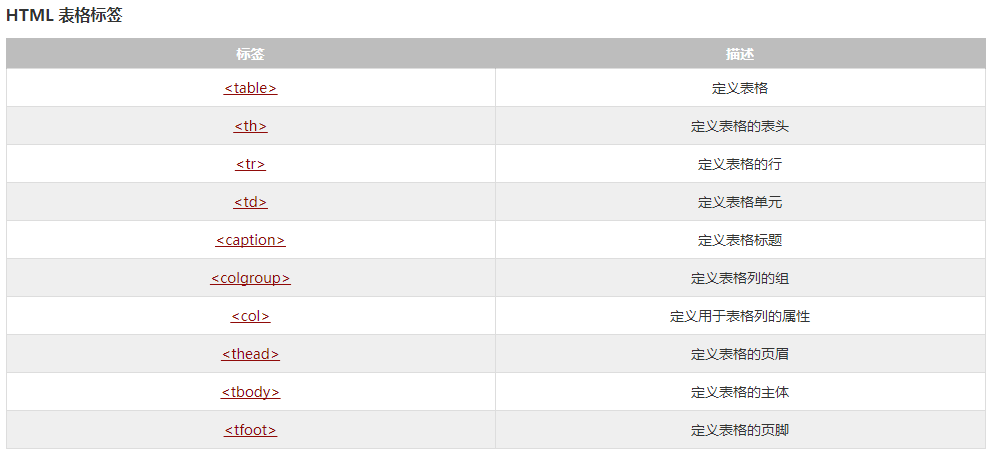 HTML 表格标签
标签 描述
<table> 定义表格
<th> 定义表格的表头
<tr> 定义表格的行
<td> 定义表格单元
<caption> 定义表格标题
<colgroup> 定义表格列的组
<col> 定义用于表格列的属性
<thead> 定义表格的页眉
<tbody> 定义表格的主体
<tfoot> 定义表格的页脚